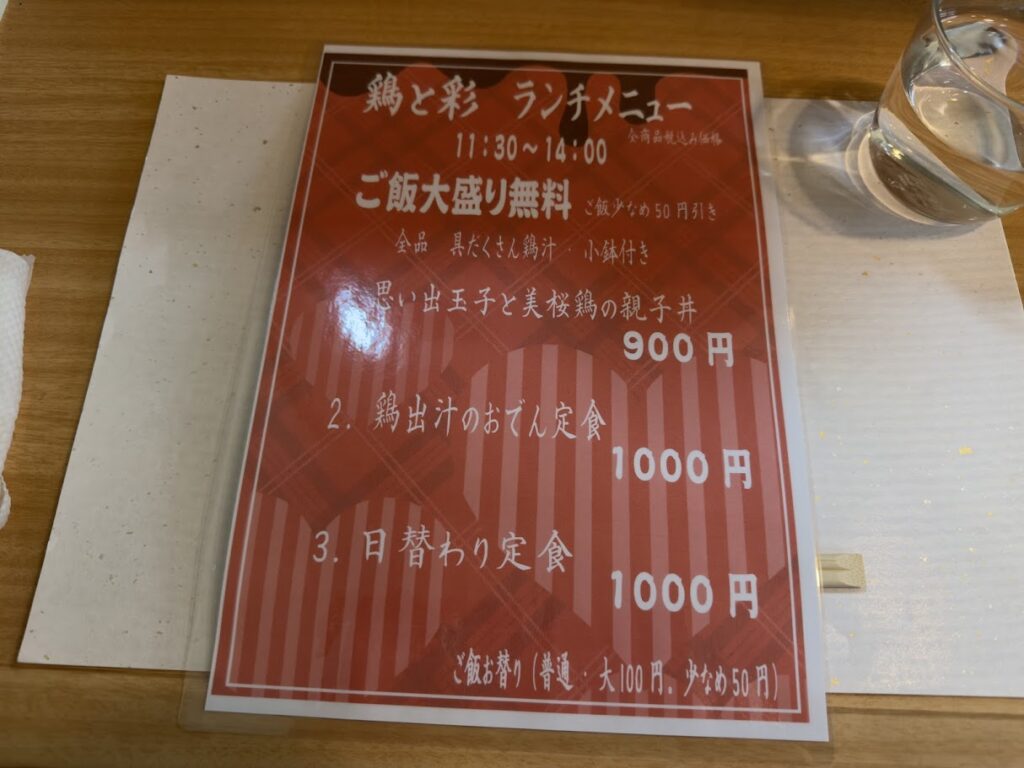 鶏と彩 ランチメニュー
全商品税込み価格
11:30～14:00
ご飯大盛り無料 ご飯少なめ50円引き
全品 具だくさん鶏汁・小鉢付き
思い出玉子と美桜鶏の親子丼
900円
2. 鶏出汁のおでん定食
1000円
3. 日替わり定食
1000円
ご飯お替り(普通・大100円,少なめ50円)